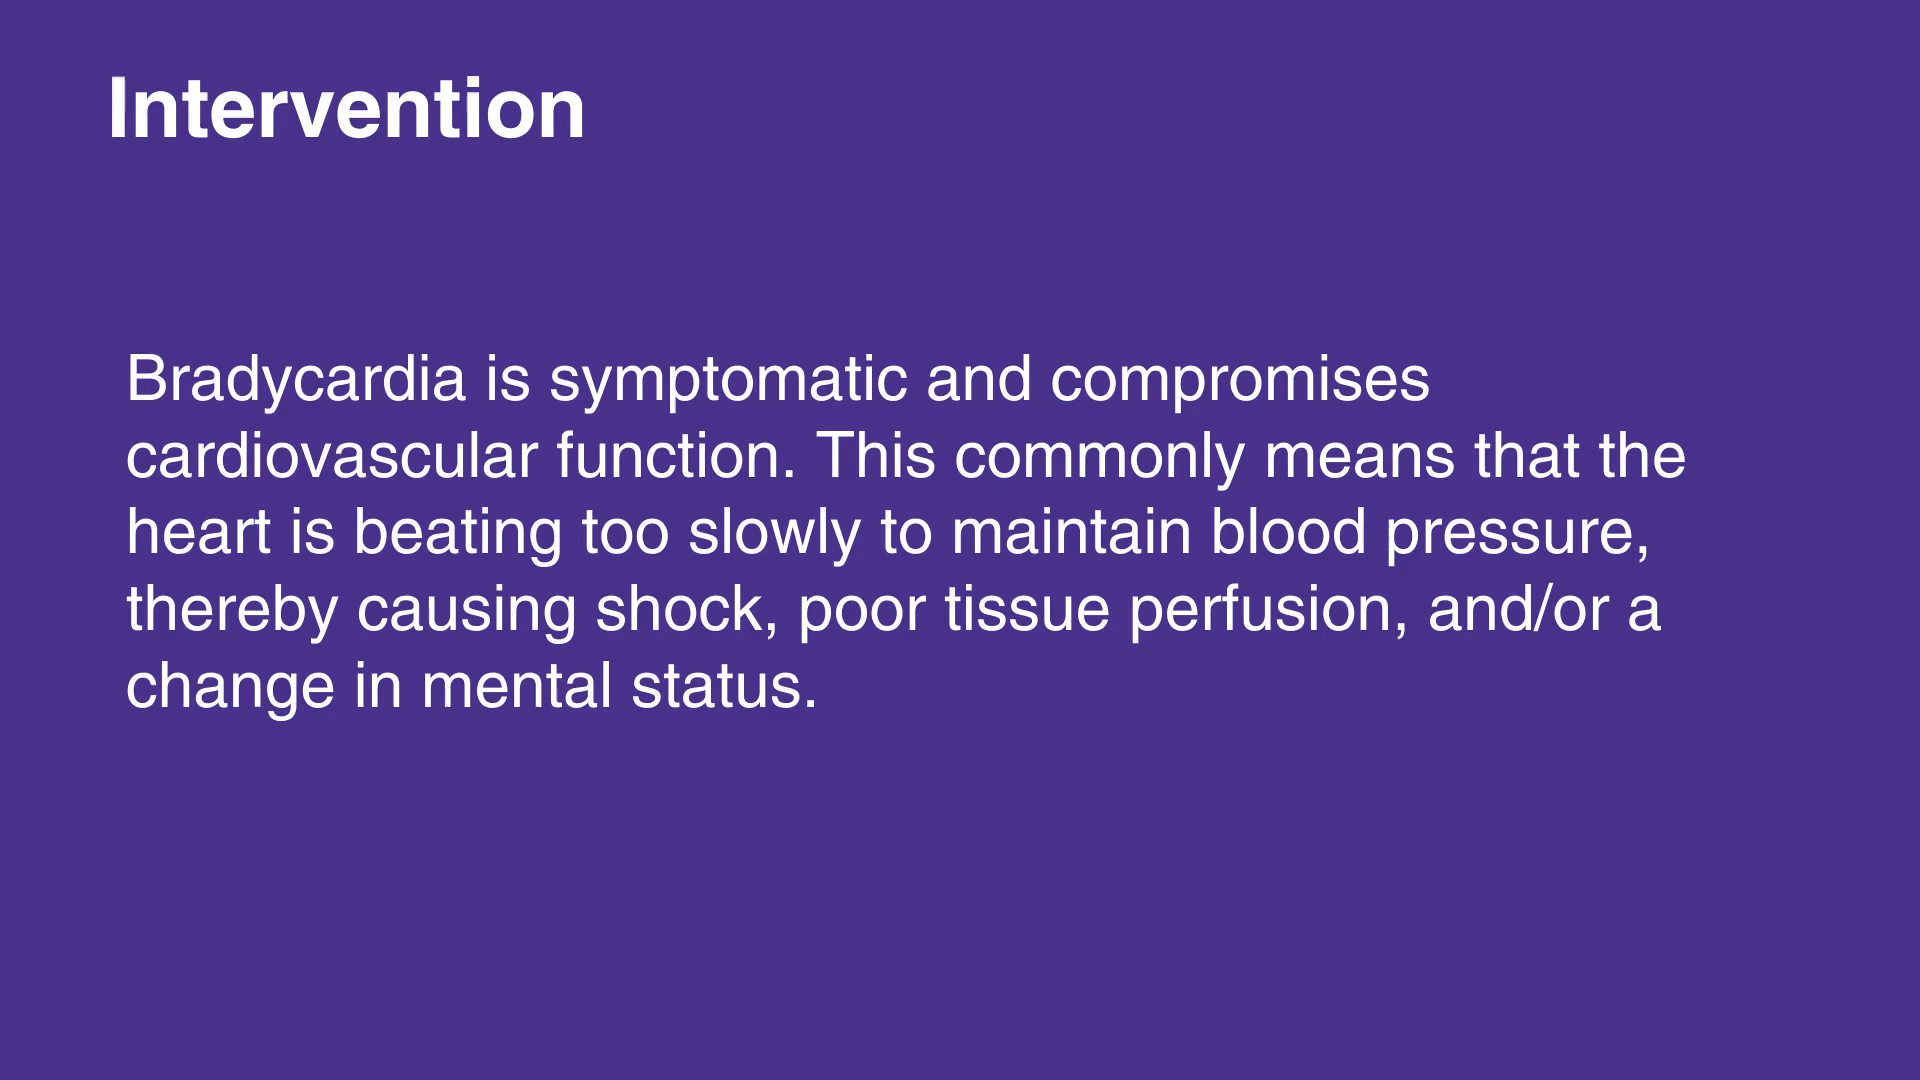 Intervention
Bradycardia is symptomatic and compromises
cardiovascular function. This commonly means that the
heart is beating too slowly to maintain blood pressure,
thereby causing shock, poor tissue perfusion, and/or a
change in mental status.